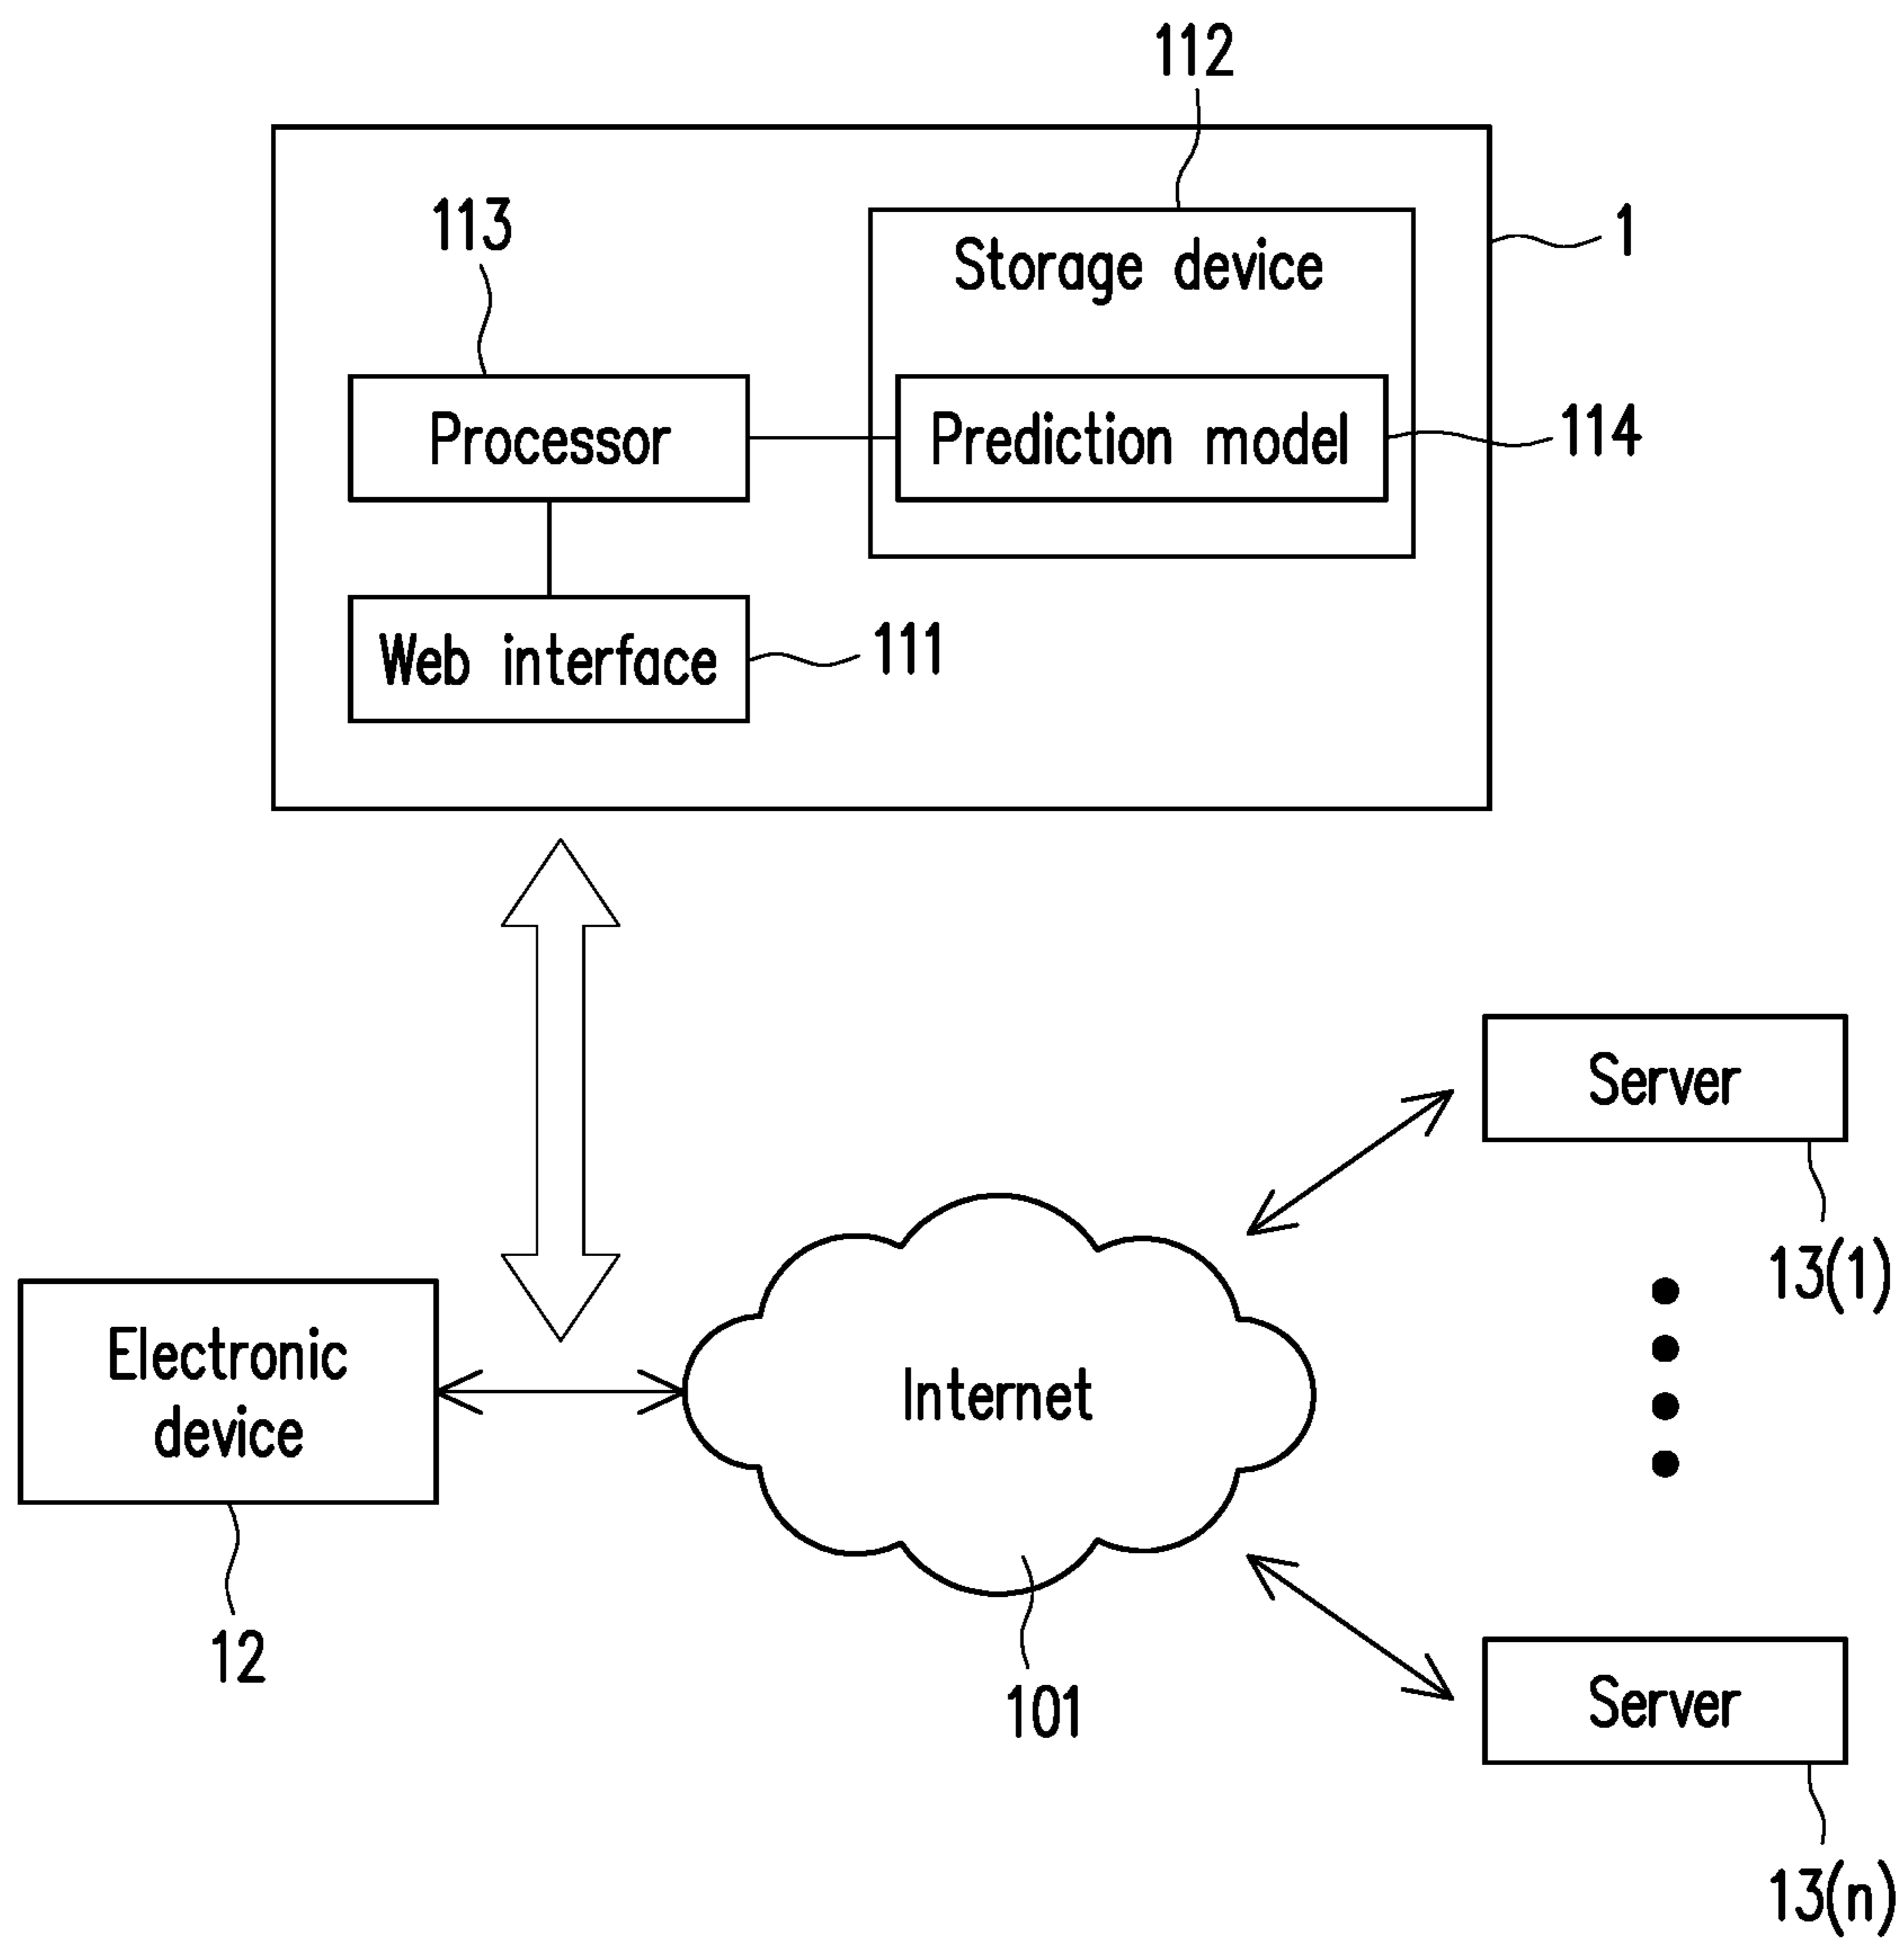 112
113
1
Storage device
Processor
Prediction model
114
Web interface
111
Server
13(1)
Electronic
device
Internet
12
101
Server
13(n)